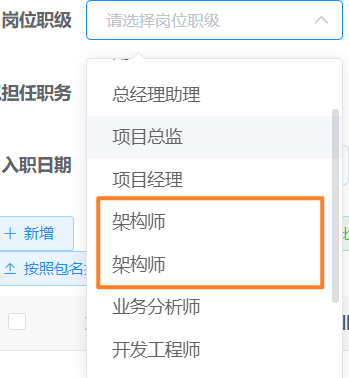 岗位职级
请选择岗位职级
担任职务
总经理助理
项目总监
入职日期
项目经理
架构师
新增
架构师
按照包名
业务分析师
开发工程师